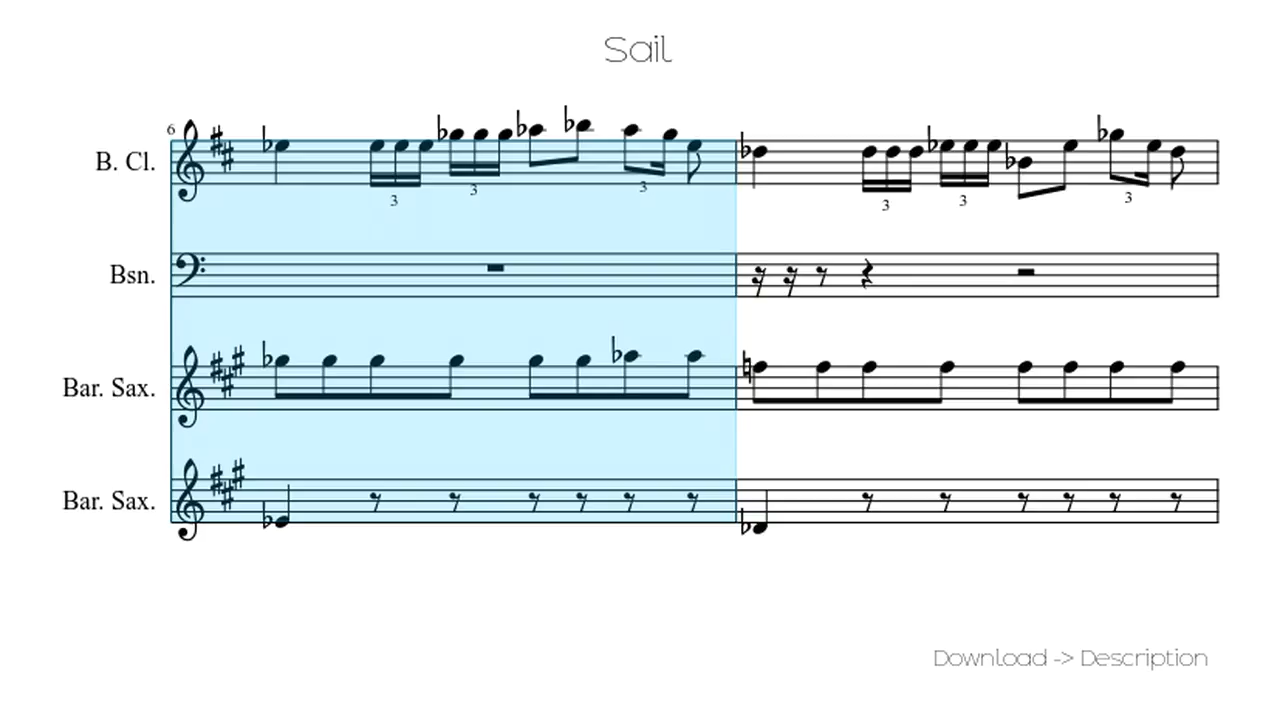 Sail
6
B. Cl.
3 3 3 3 3 3
Bsn.
Bar. Sax.
Bar. Sax.
Download -> Description